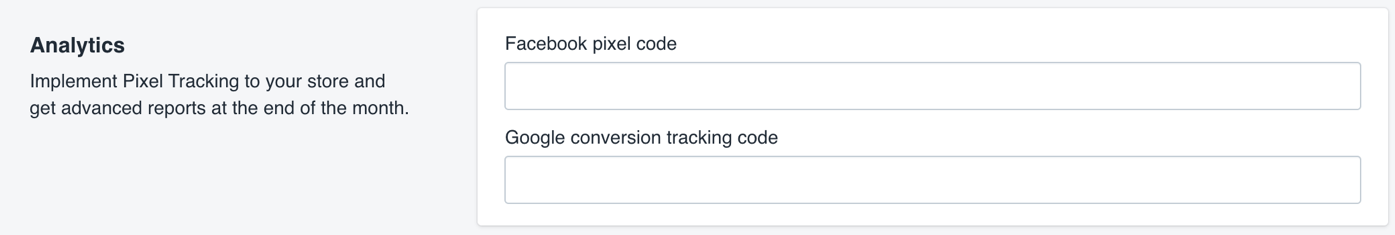 Analytics
Implement Pixel Tracking to your store and
get advanced reports at the end of the month.
Facebook pixel code
Google conversion tracking code